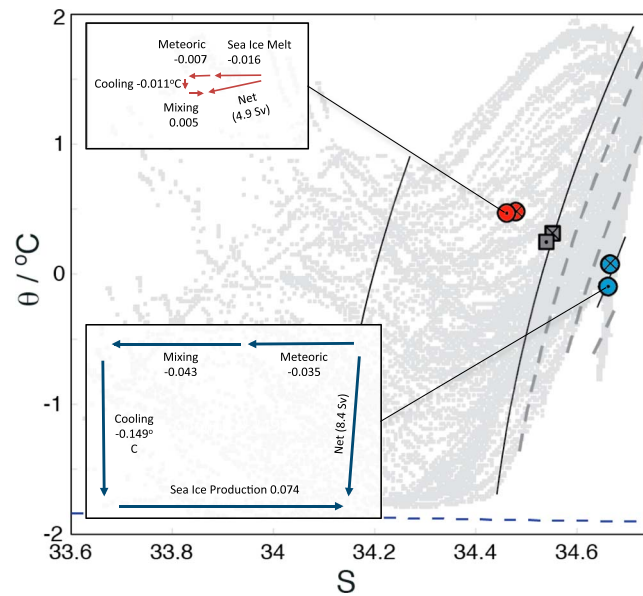 2
Meteoric Sea Ice Melt
-0.007 -0.016
Cooling -0.011°C
Mixing
0.005
Net
(4.9 Sv)
1
θ / °C
0
Mixing
-0.043
Meteoric
-0.035
Net (8.4 Sv)
Cooling
-0.149°
C
-1
Sea Ice Production 0.074
-2
33.6 33.8 34 34.2 34.4 34.6
S